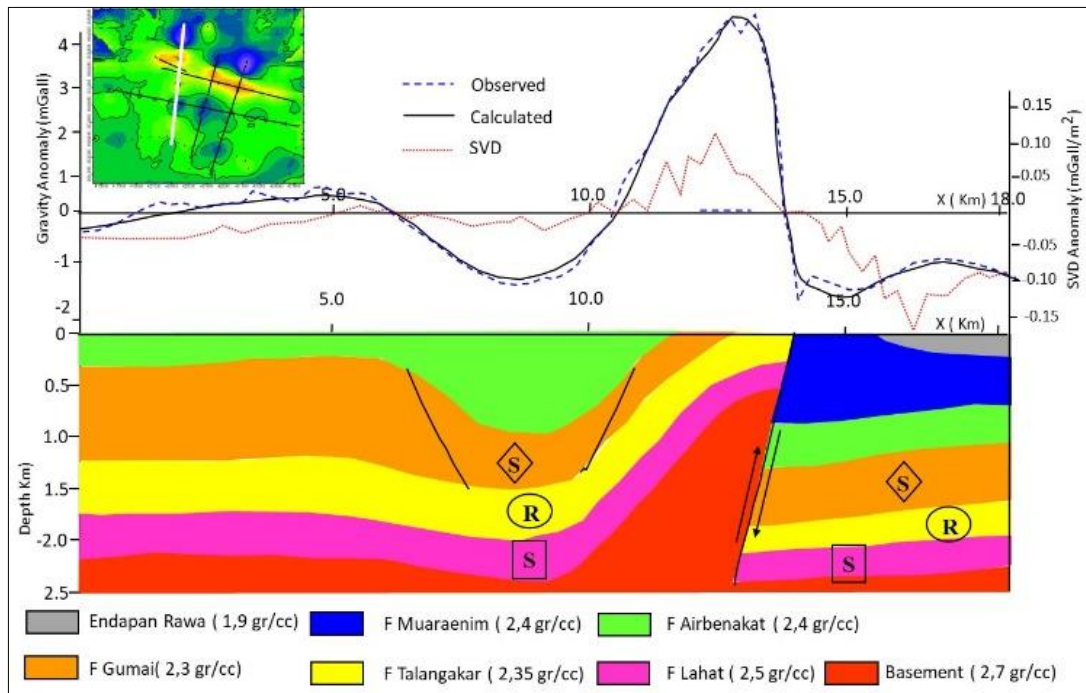 Gravity Anomaly (mGall)
4
3
2
1
0
-1
-2
Observed
Calculated
SVD
0.15
0.10
0.05
0.00
-0.05
-0.10
-0.15
SVD Anomaly (mGall/m²)
5.0 10.0 15.0 X ( Km) 18.0
5.0 10.0 15.0 X ( Km)
Depth Km)
0
0.5
1.0
1.5
-2.0
2.5
S
R
S
S
R
S
Endapan Rawa ( 1,9 gr/cc) F Muaraenim ( 2,4 gr/cc) F Airbenakat ( 2,4 gr/cc)
F Gumai( 2,3 gr/cc) F Talangakar ( 2,35 gr/cc) F Lahat ( 2,5 gr/cc) Basement ( 2,7 gr/cc)